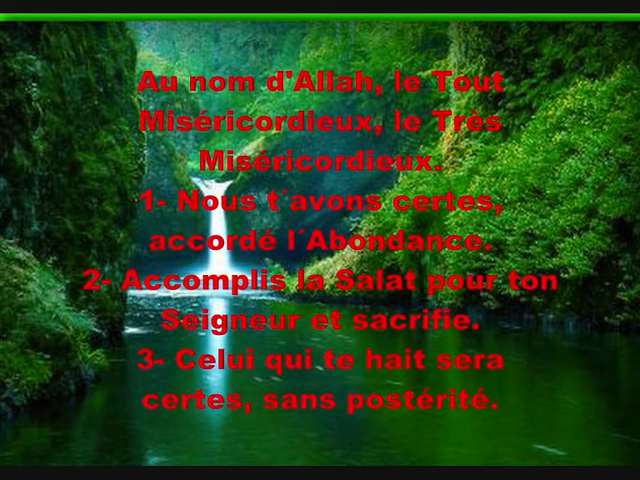 Au nom d'Allah, le Tout
Miséricordieux, le Très
Miséricordieux.
1- Nous t´avons certes,
accordé l´Abondance.
2- Accomplis la Salat pour ton
Seigneur et sacrifie.
3- Celui qui te hait sera
certes, sans postérité.